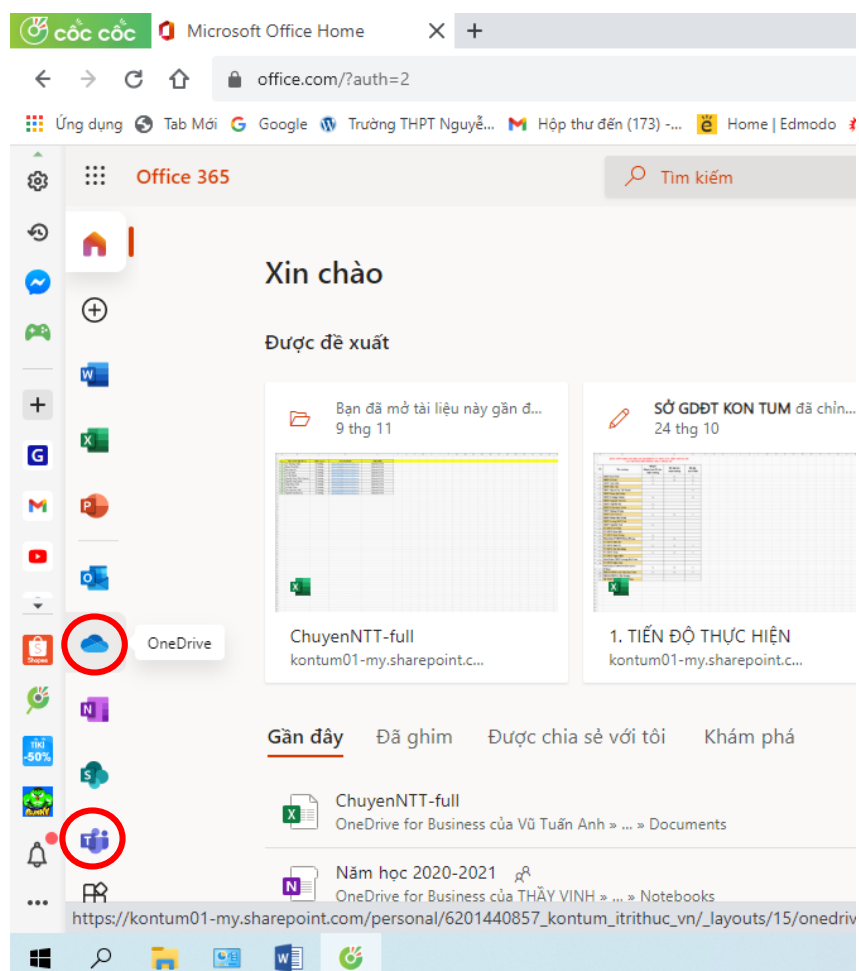 cốc cốc
Microsoft Office Home
office.com/?auth=2
Ứng dụng Tab Mới Google Trường THPT Nguyễ... Hộp thư đến (173) -... Home | Edmodo
Office 365
Tìm kiếm
Xin chào
Được đề xuất
Bạn đã mở tài liệu này gần đ...
9 thg 11
SỞ GDĐT KON TUM đã chỉn...
24 thg 10
ChuyenNTT-full
kontum01-my.sharepoint.c...
1. TIẾN ĐỘ THỰC HIỆN
kontum01-my.sharepoint.c...
OneDrive
Gần đây Đã ghim Được chia sẻ với tôi Khám phá
ChuyenNTT-full
OneDrive for Business của Vũ Tuấn Anh » ... » Documents
Năm học 2020-2021
OneDrive for Business của THẦY VINH » ... » Notebooks
https://kontum01-my.sharepoint.com/personal/6201440857_kontum_itrithuc_vn/_layouts/15/onedriv
Shopee
TIKI
-50%